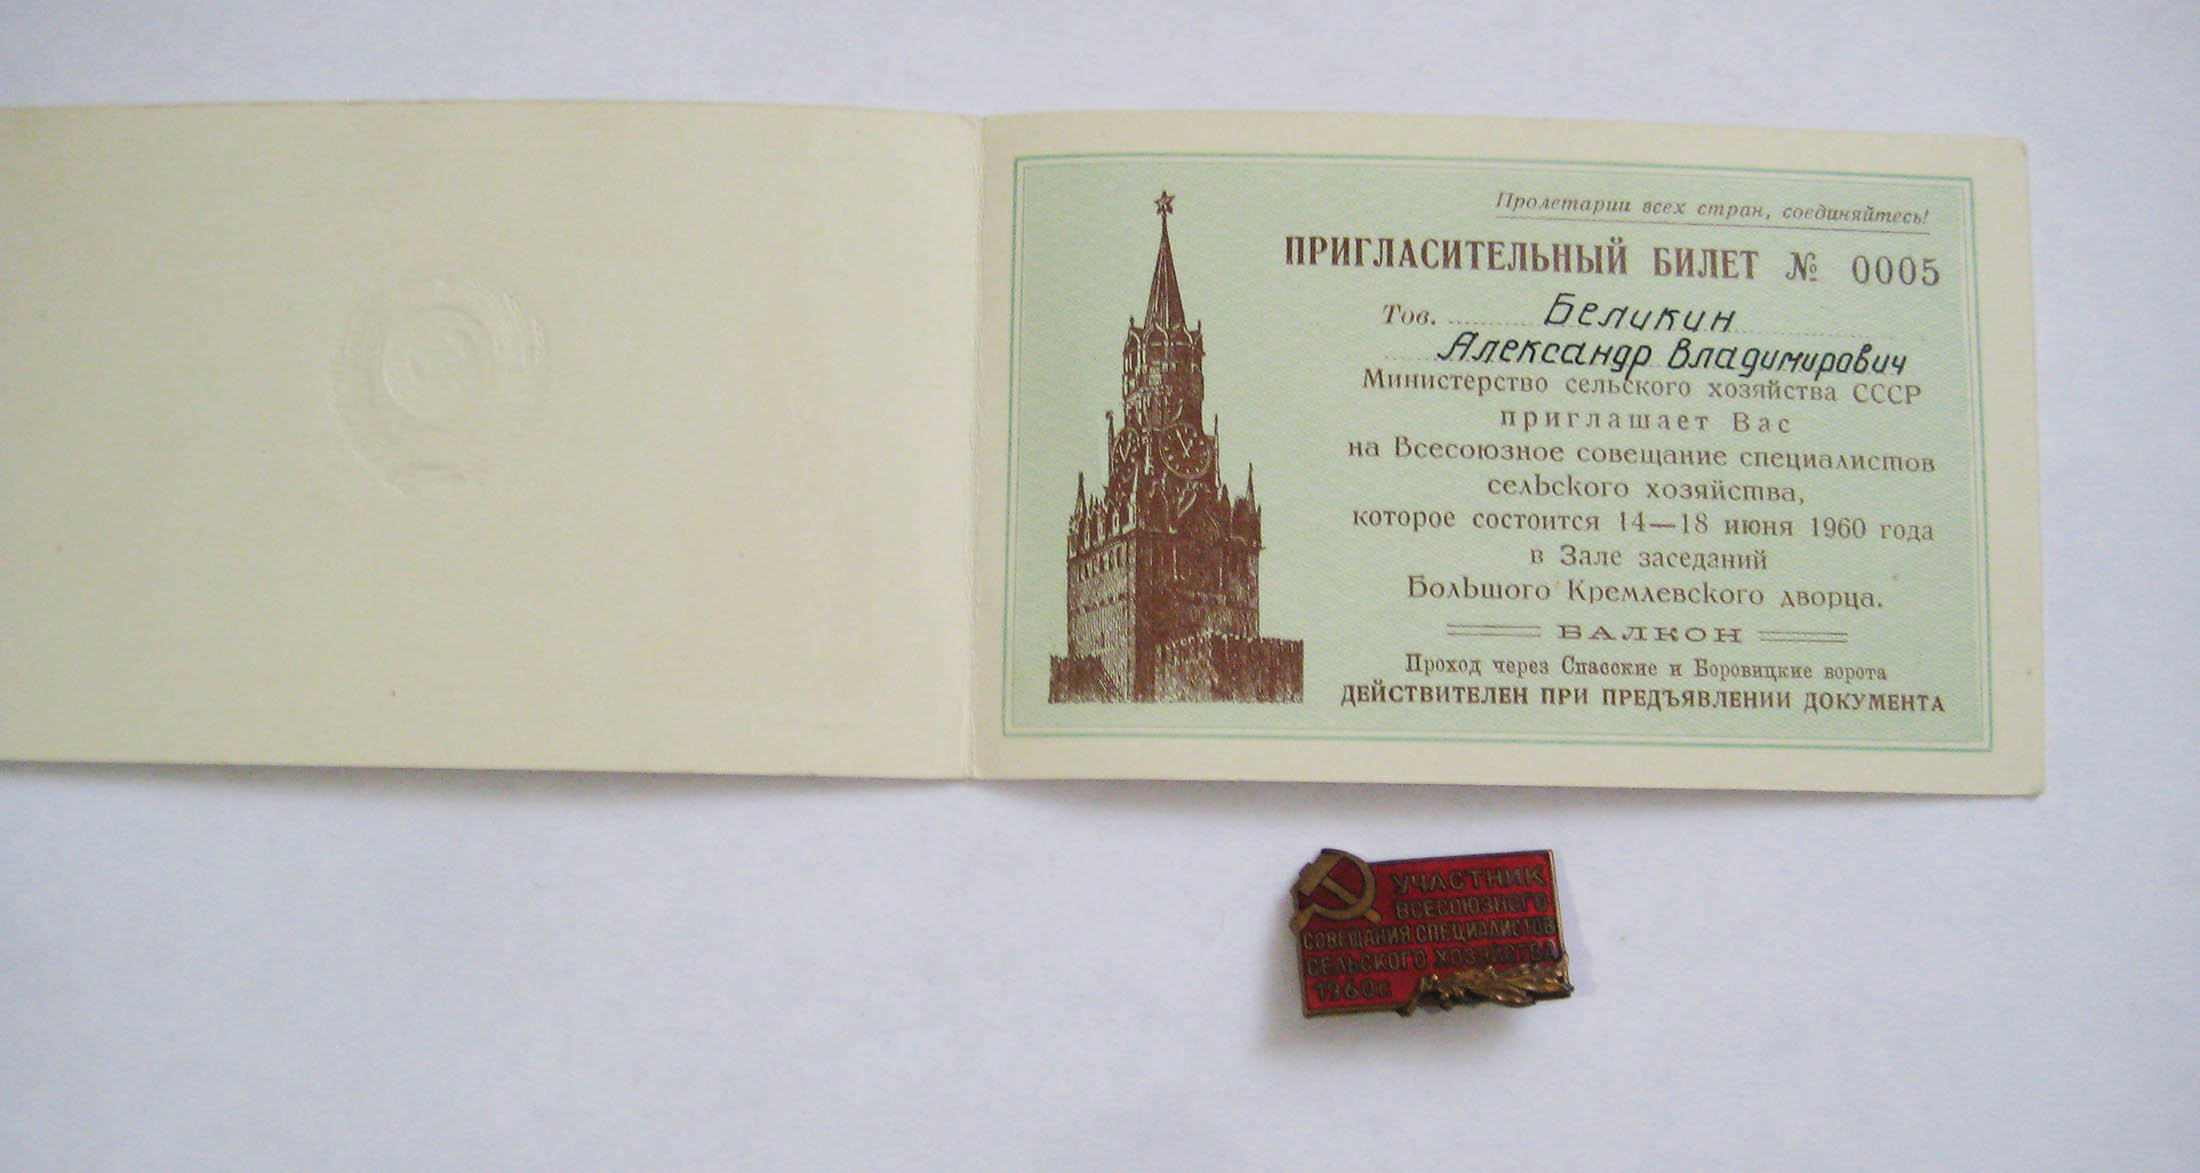 Пролетарии всех стран, соединяйтесь!
ПРИГЛАСИТЕЛЬНЫЙ БИЛЕТ № 0005
Тов. Беликин
Александр Владимирович
Министерство сельского хозяйства СССР
приглашает Вас
на Всесоюзное совещание специалистов
сельского хозяйства,
которое состоится 14—18 июня 1960 года
в Зале заседаний
Большого Кремлевского дворца.
БАЛКОН
Проход через Спасские и Боровицкие ворота
ДЕЙСТВИТЕЛЕН ПРИ ПРЕДЪЯВЛЕНИИ ДОКУМЕНТА
УЧАСТНИК
ВСЕСОЮЗНОГО
СОВЕЩАНИЯ СПЕЦИАЛИСТОВ
СЕЛЬСКОГО ХОЗЯЙСТВА
1960 г.